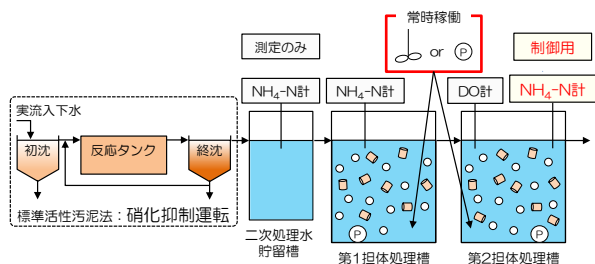 常時稼働
or
P
測定のみ
制御用
NH₄-N計
NH₄-N計
DO計
NH₄-N計
実流入下水
初沈
反応タンク
終沈
標準活性汚泥法：硝化抑制運転
二次処理水
貯留槽
P
第1担体処理槽
P
第2担体処理槽